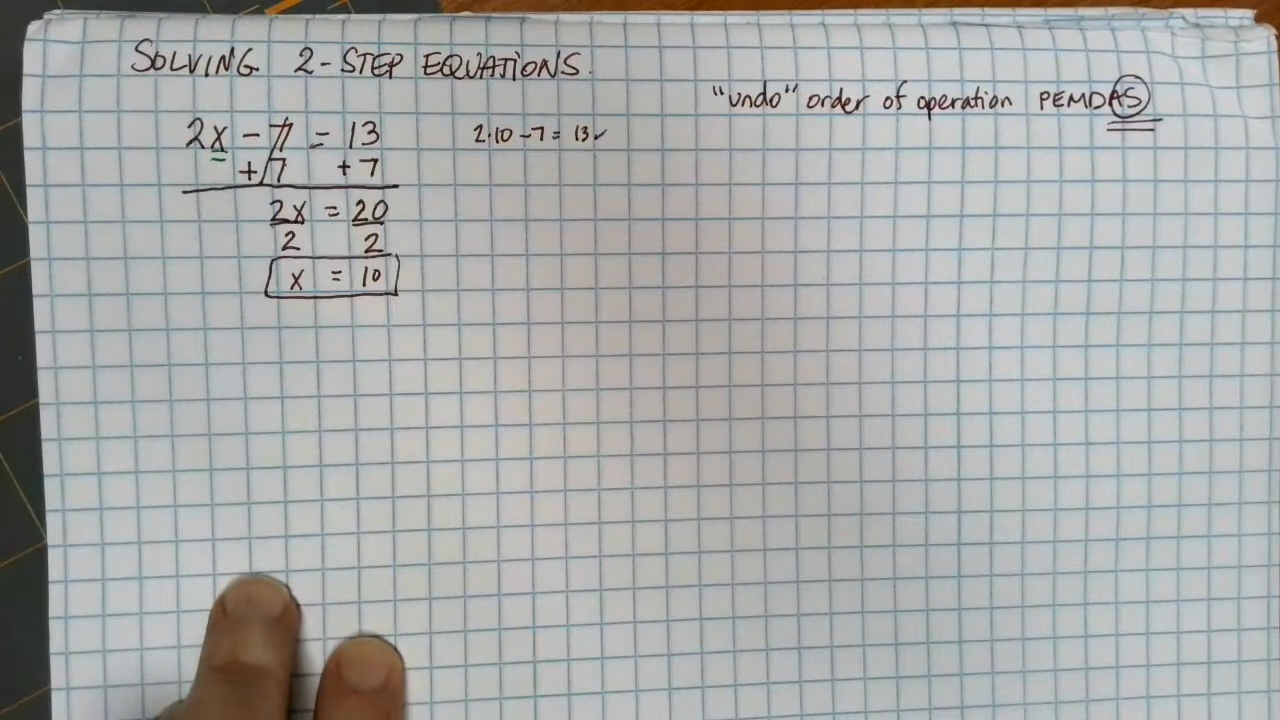 SOLVING 2-STEP EQUATIONS.
"undo" order of operation PEMDAS
2x - 7 = 13
2·10 - 7 = 13✓
+ 7 + 7
2x = 20
2 2
x = 10